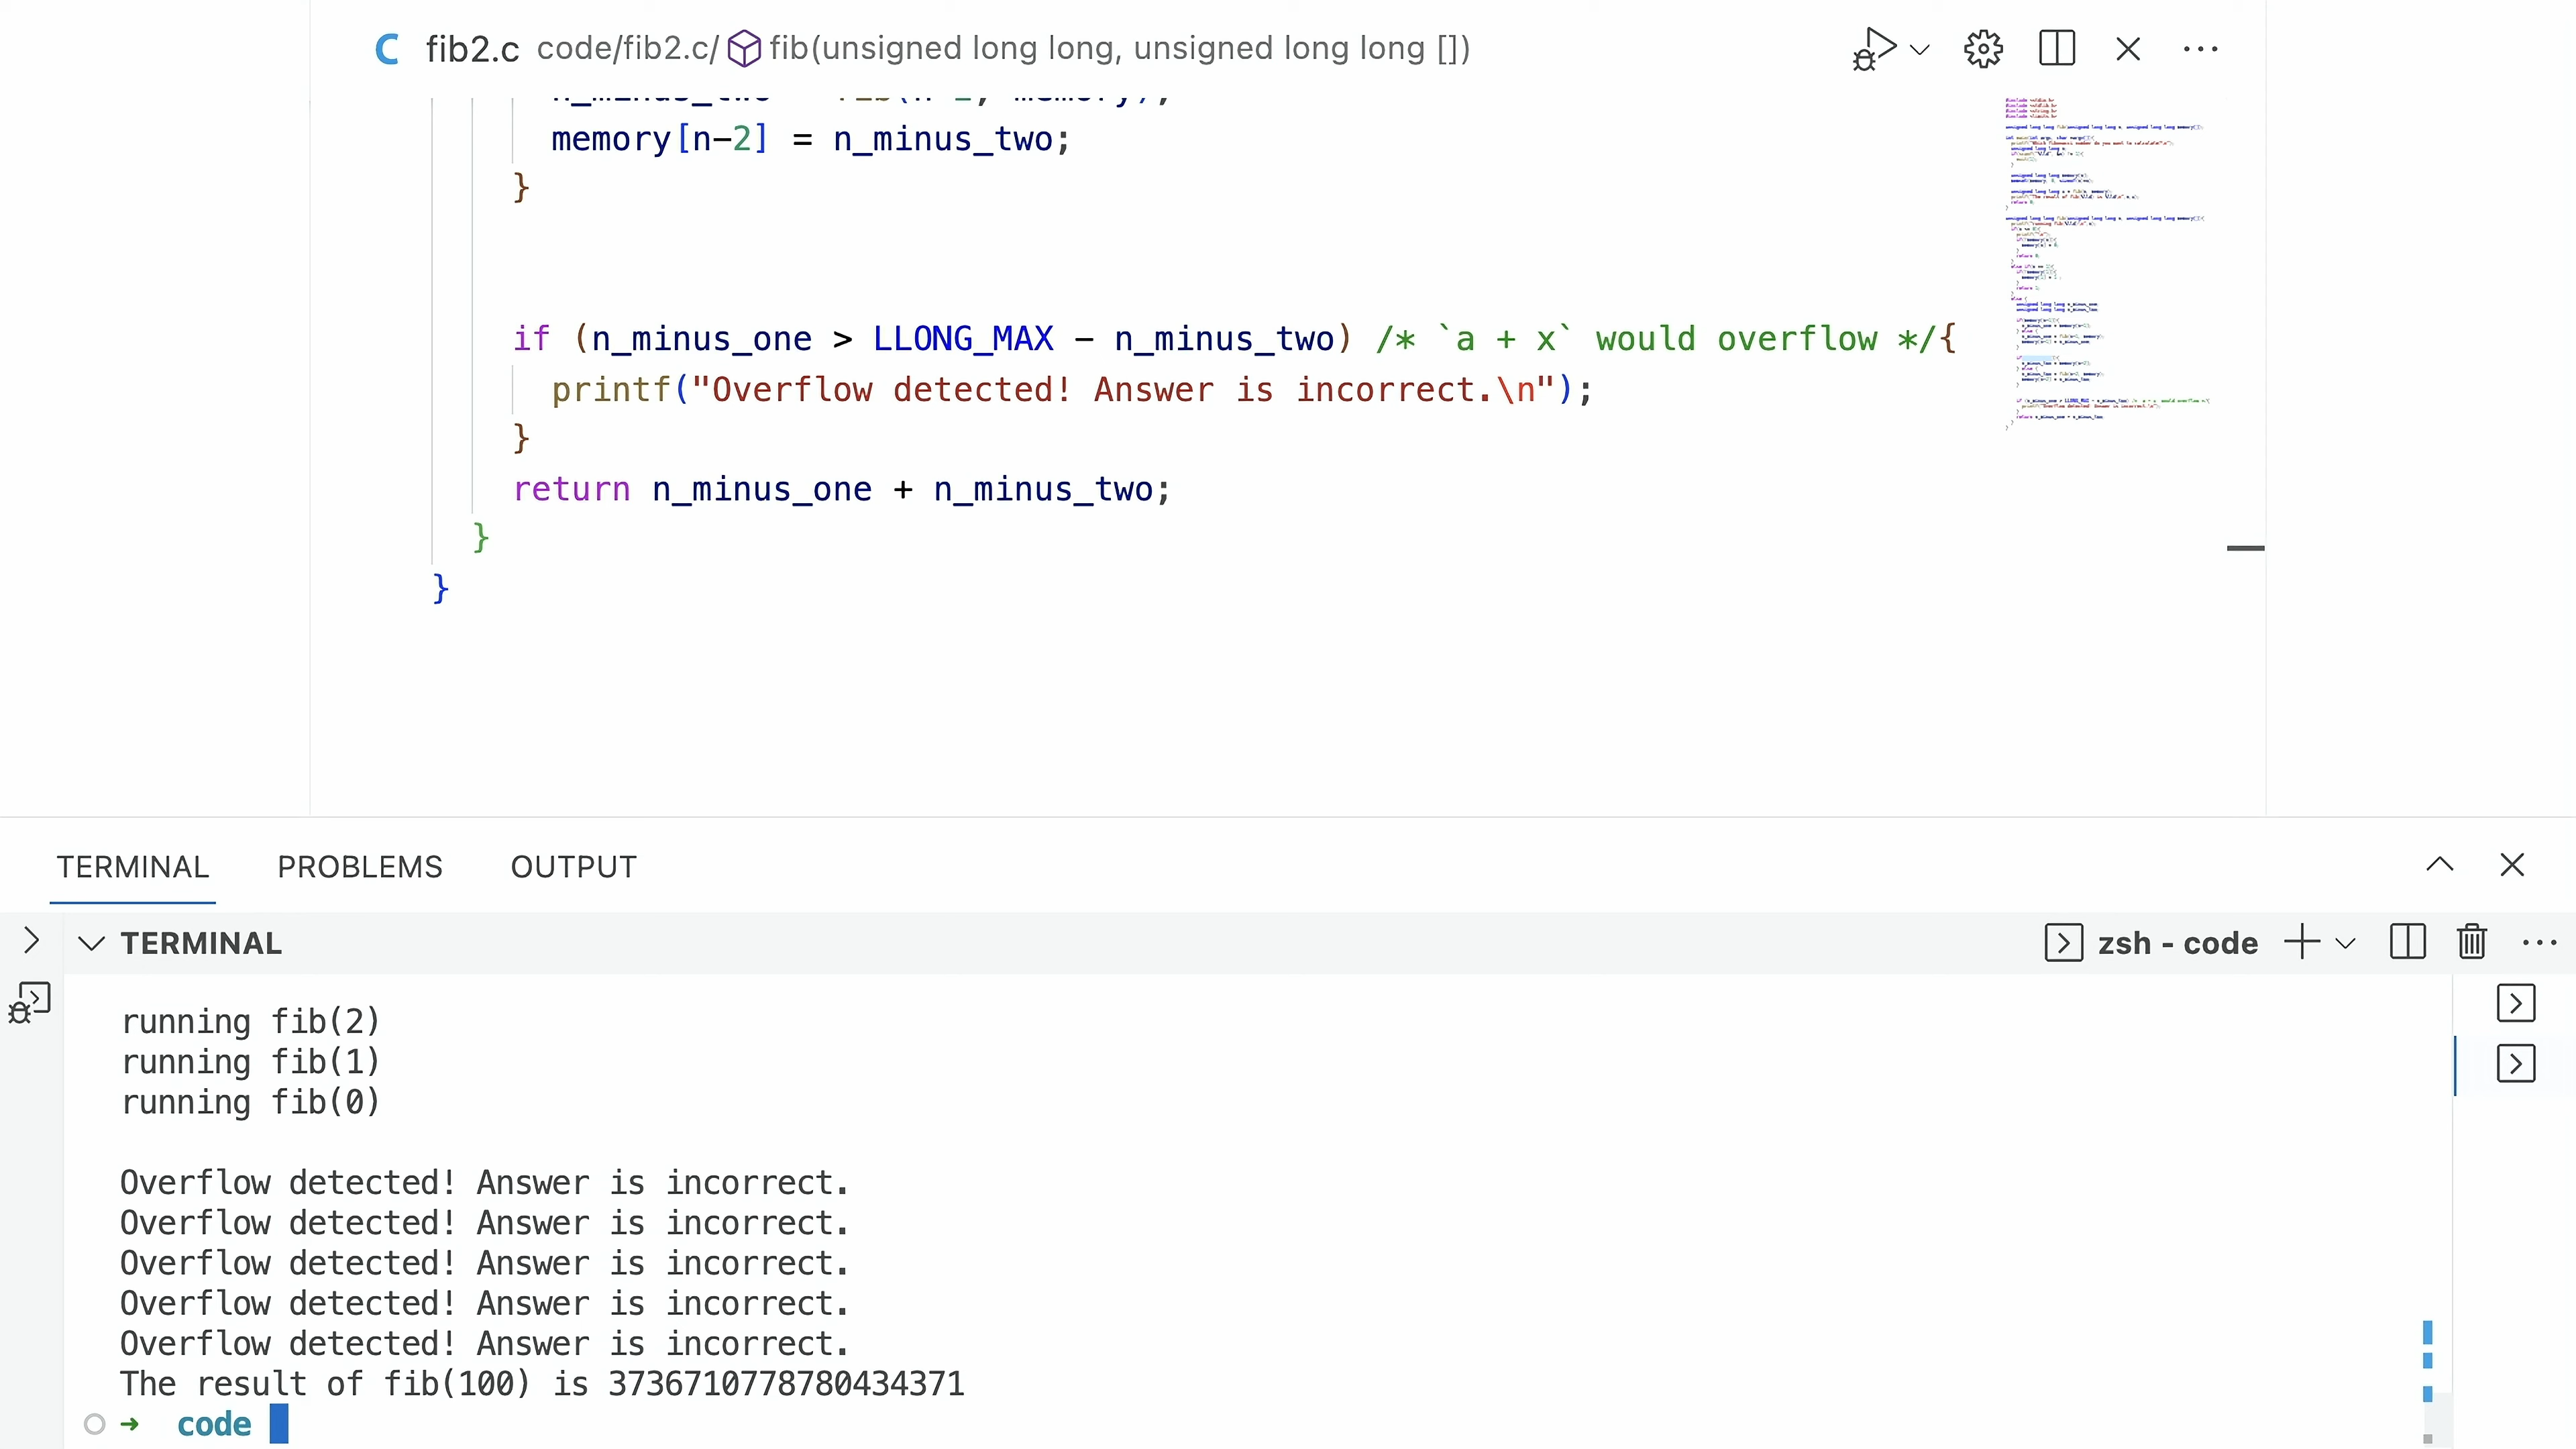 fib2.c code/fib2.c/ fib(unsigned long long, unsigned long long [])
memory[n-2] = n_minus_two;
}
if (n_minus_one > LLONG_MAX - n_minus_two) /* `a + x` would overflow */{
printf("Overflow detected! Answer is incorrect.\n");
}
return n_minus_one + n_minus_two;
}
}
TERMINAL PROBLEMS OUTPUT
TERMINAL zsh - code
running fib(2)
running fib(1)
running fib(0)
Overflow detected! Answer is incorrect.
Overflow detected! Answer is incorrect.
Overflow detected! Answer is incorrect.
Overflow detected! Answer is incorrect.
Overflow detected! Answer is incorrect.
The result of fib(100) is 3736710778780434371
➜ code